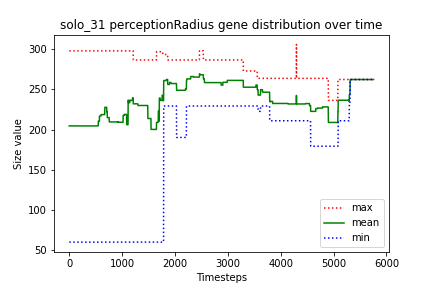 solo_31 perceptionRadius gene distribution over time
Size value
300
250
200
150
100
50
0
1000
2000
3000
4000
5000
6000
Timesteps
max
mean
min